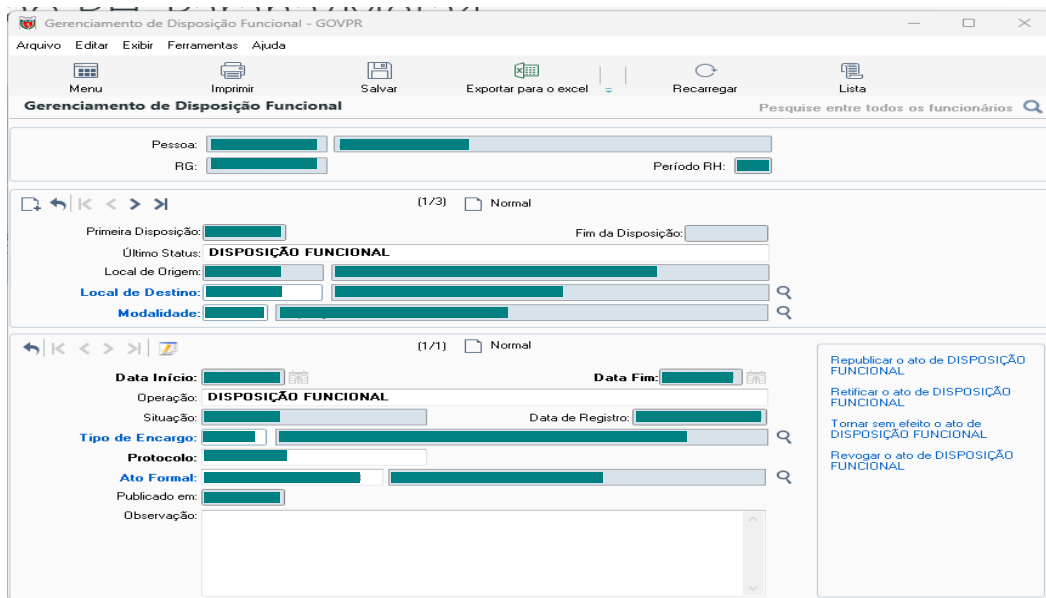 Gerenciamento de Disposição Funcional - GOVPR
Arquivo Editar Exibir Ferramentas Ajuda
Menu Imprimir Salvar Exportar para o excel Recarregar Lista
Gerenciamento de Disposição Funcional Pesquise entre todos os funcionários
Pessoa:
RG: Período RH:
(1/3) Normal
Primeira Disposição: Fim da Disposição:
Último Status: DISPOSIÇÃO FUNCIONAL
Local de Origem:
Local de Destino:
Modalidade:
(1/1) Normal
Data Início: Data Fim:
Operação: DISPOSIÇÃO FUNCIONAL
Situação: Data de Registro:
Tipo de Encargo:
Protocolo:
Ato Formal:
Publicado em:
Observação:
Republicar o ato de DISPOSIÇÃO
FUNCIONAL
Retificar o ato de DISPOSIÇÃO
FUNCIONAL
Tornar sem efeito o ato de
DISPOSIÇÃO FUNCIONAL
Revogar o ato de DISPOSIÇÃO
FUNCIONAL